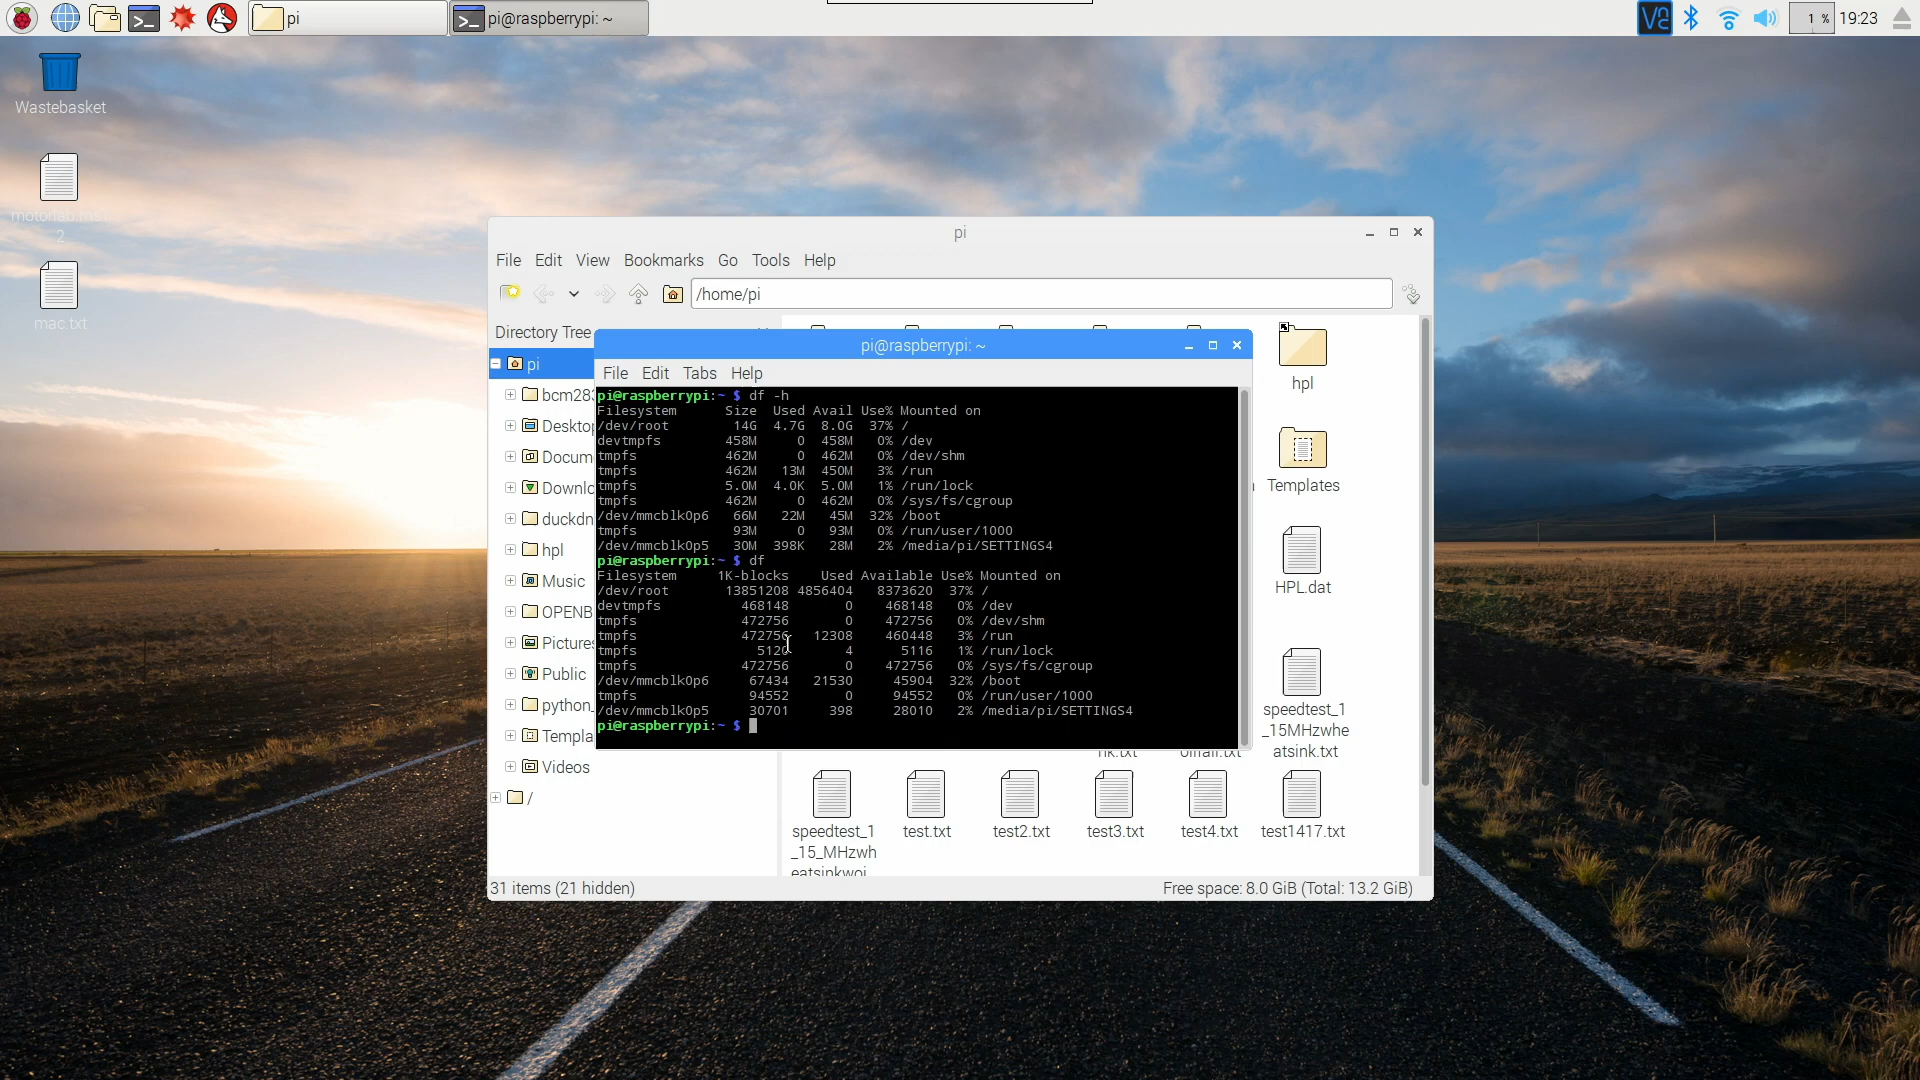 pi
pi@raspberrypi: ~
1 %
19:23
Wastebasket
2
mac.txt
pi
File Edit View Bookmarks Go Tools Help
/home/pi
Directory Tree
pi
Desktop
hpl
Music
Public
Videos
/
pi@raspberrypi: ~
File Edit Tabs Help
pi@raspberrypi:~ $ df -h
Filesystem Size Used Avail Use% Mounted on
/dev/root 14G 4.7G 8.0G 37% /
devtmpfs 458M 0 458M 0% /dev
tmpfs 462M 0 462M 0% /dev/shm
tmpfs 462M 13M 450M 3% /run
tmpfs 5.0M 4.0K 5.0M 1% /run/lock
tmpfs 462M 0 462M 0% /sys/fs/cgroup
/dev/mmcblk0p6 66M 22M 45M 32% /boot
tmpfs 93M 0 93M 0% /run/user/1000
/dev/mmcblk0p5 30M 398K 28M 2% /media/pi/SETTINGS4
pi@raspberrypi:~ $ df
Filesystem 1K-blocks Used Available Use% Mounted on
/dev/root 13851208 4856404 8373620 37% /
devtmpfs 468148 0 468148 0% /dev
tmpfs 472756 0 472756 0% /dev/shm
tmpfs 472756 12308 460448 3% /run
tmpfs 5120 4 5116 1% /run/lock
tmpfs 472756 0 472756 0% /sys/fs/cgroup
/dev/mmcblk0p6 67434 21530 45904 32% /boot
tmpfs 94552 0 94552 0% /run/user/1000
/dev/mmcblk0p5 30701 398 28010 2% /media/pi/SETTINGS4
pi@raspberrypi:~ $
hpl
Templates
HPL.dat
speedtest_1
_15MHzwhe
atsink.txt
speedtest_1
_15_MHzwh
eatsinkwoi
test.txt
test2.txt
test3.txt
test4.txt
test1417.txt
31 items (21 hidden)
Free space: 8.0 GiB (Total: 13.2 GiB)